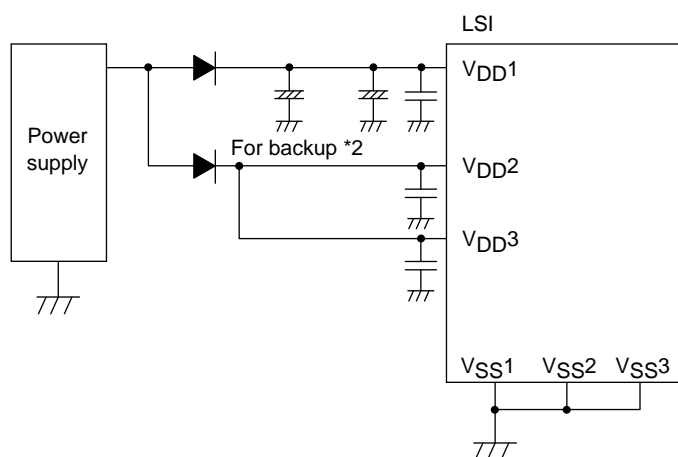 LSI
VDD1
Power
supply
For backup *2
VDD2
VDD3
VSS1 VSS2 VSS3